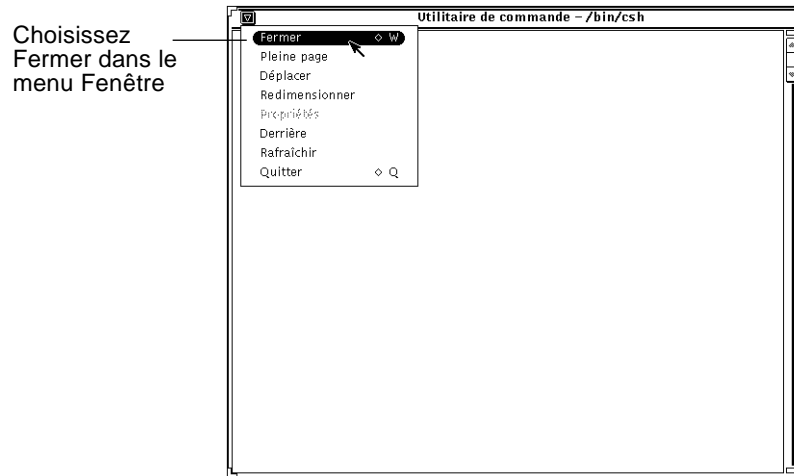 Utilitaire de commande – /bin/csh
Choisissez
Fermer dans le
menu Fenêtre
Fermer ◇ W
Pleine page
Déplacer
Redimensionner
Propriétés
Derrière
Rafraîchir
Quitter ◇ Q